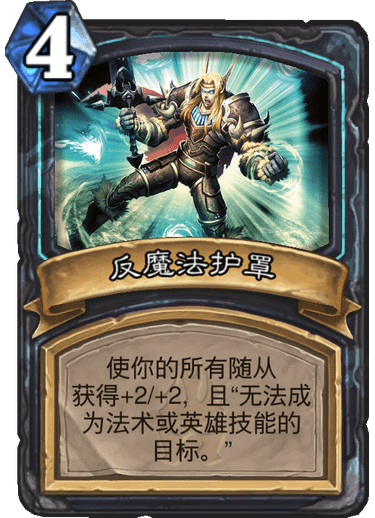 4
反魔法护罩
使你的所有随从
获得+2/+2，且“无法成
为法术或英雄技能的
目标。”